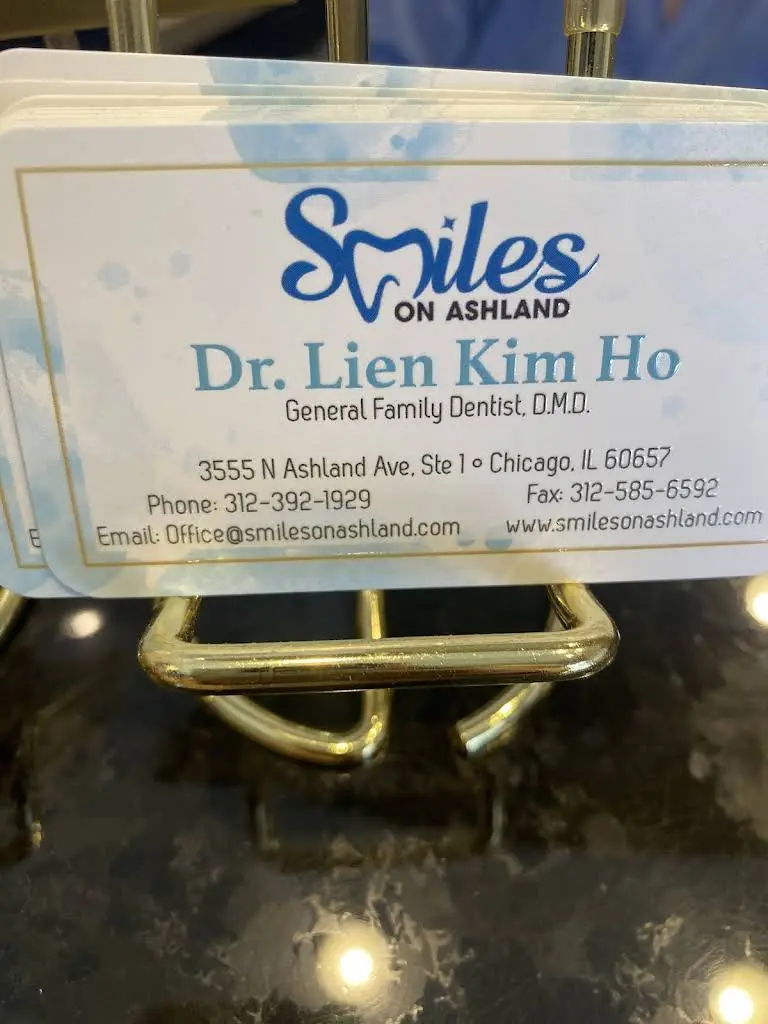 Smiles
ON ASHLAND
Dr. Lien Kim Ho
General Family Dentist, D.M.D.
3555 N Ashland Ave, Ste 1 ∘ Chicago, IL 60657
Phone: 312-392-1929 Fax: 312-585-6592
Email: Office@smilesonashland.com www.smilesonashland.com
E